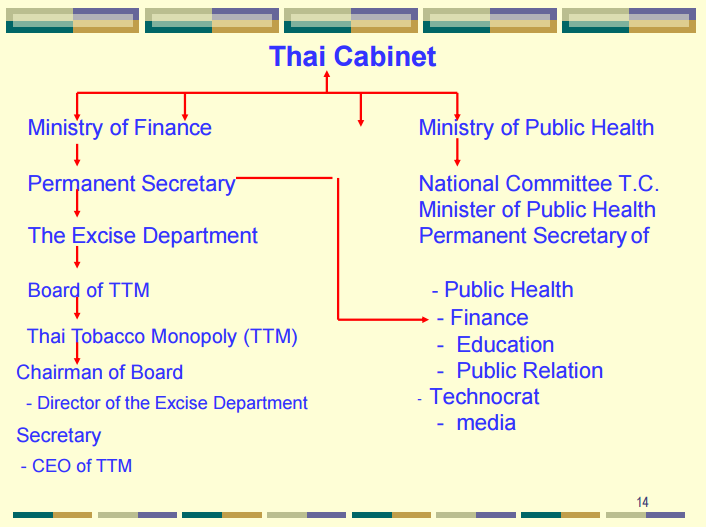 Thai Cabinet
Ministry of Finance
Permanent Secretary
The Excise Department
Board of TTM
Thai Tobacco Monopoly (TTM)
Chairman of Board
- Director of the Excise Department
Secretary
- CEO of TTM
Ministry of Public Health
National Committee T.C.
Minister of Public Health
Permanent Secretary of
- Public Health
- Finance
- Education
- Public Relation
- Technocrat
- media
14